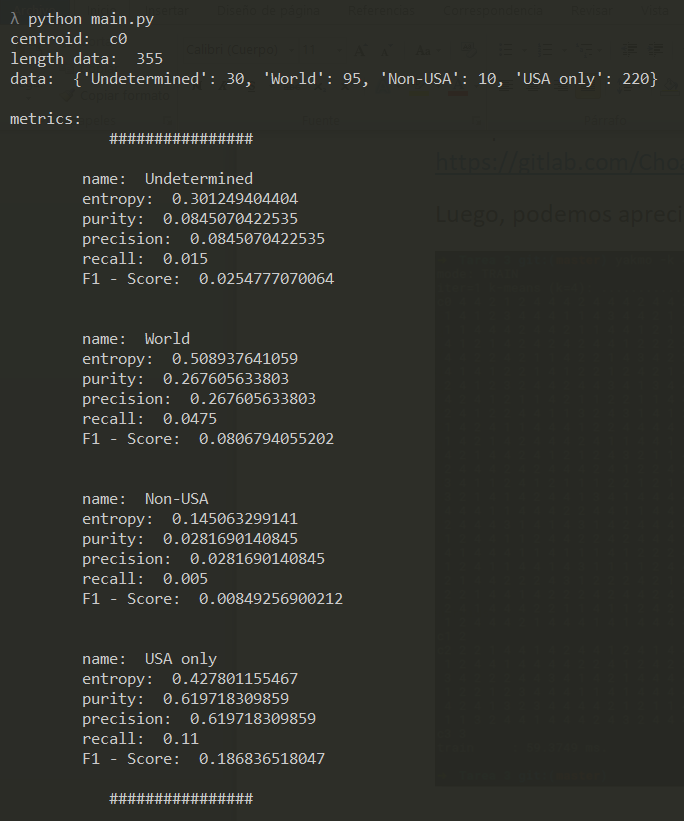 λ python main.py
centroid:  c0
length data:  355
data:  {'Undetermined': 30, 'World': 95, 'Non-USA': 10, 'USA only': 220}
metrics:
################
name:  Undetermined
entropy:  0.301249404404
purity:  0.0845070422535
precision:  0.0845070422535
recall:  0.015
F1 - Score:  0.0254777070064
name:  World
entropy:  0.508937641059
purity:  0.267605633803
precision:  0.267605633803
recall:  0.0475
F1 - Score:  0.0806794055202
name:  Non-USA
entropy:  0.145063299141
purity:  0.0281690140845
precision:  0.0281690140845
recall:  0.005
F1 - Score:  0.00849256900212
name:  USA only
entropy:  0.427801155467
purity:  0.619718309859
precision:  0.619718309859
recall:  0.11
F1 - Score:  0.186836518047
################
https://gitlab.com/Cho
Luego, podemos apreci